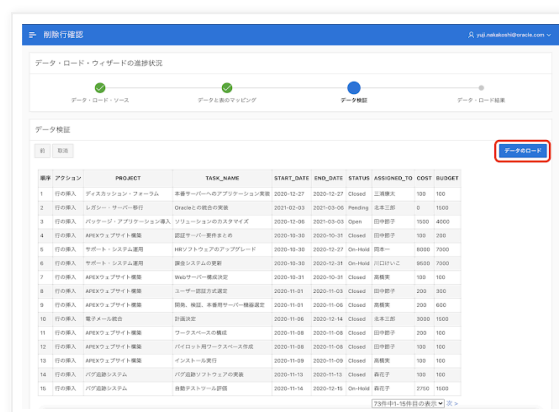 削除行確認
yuji.nakakoshi@oracle.com
データ・ロード・ウィザードの進捗状況
データ・ロード・ソース データと表のマッピング データ検証 データ・ロード結果
データ検証
前 取消 データのロード
順序 アクション PROJECT TASK_NAME START_DATE END_DATE STATUS ASSIGNED_TO COST BUDGET
1 行の挿入 ディスカッション・フォーラム 本番サーバーへのアプリケーション実装 2020-12-27 2020-12-27 Closed 三浦健太 100 100
2 行の挿入 レガシー・サーバー移行 Oracleとの統合の実施 2021-02-03 2021-03-06 Pending 北本三郎 0 1500
3 行の挿入 パッケージ・アプリケーション導入 ソリューションのカスタマイズ 2020-12-06 2021-03-03 Open 田中節子 1500 4000
4 行の挿入 APEXウェブサイト構築 認証サーバー要件まとめ 2020-10-30 2020-10-31 Closed 田中節子 100 200
5 行の挿入 サポート・システム運用 HRソフトウェアのアップグレード 2020-10-30 2020-12-27 On-Hold 岡本一 8000 7000
6 行の挿入 サポート・システム運用 課金システムの更新 2020-10-30 2020-12-31 On-Hold 川口けいこ 9500 7000
7 行の挿入 APEXウェブサイト構築 Webサーバー構成決定 2020-10-31 2020-10-31 Closed 高橋実 100 100
8 行の挿入 APEXウェブサイト構築 ユーザー認証方式選定 2020-11-01 2020-11-03 Closed 田中節子 200 300
9 行の挿入 APEXウェブサイト構築 開発、検証、本番用サーバー機器選定 2020-11-01 2020-11-06 Closed 高橋実 200 600
10 行の挿入 電子メール統合 計画決定 2020-11-06 2020-12-14 Closed 北本三郎 3000 1500
11 行の挿入 APEXウェブサイト構築 ワークスペースの構成 2020-11-08 2020-11-08 Closed 田中節子 200 100
12 行の挿入 APEXウェブサイト構築 パイロット用ワークスペース作成 2020-11-08 2020-11-08 Closed 田中節子 100 100
13 行の挿入 APEXウェブサイト構築 インストール実行 2020-11-09 2020-11-09 Closed 高橋実 100 100
14 行の挿入 バグ追跡システム バグ追跡ソフトウェアの実装 2020-11-13 2020-11-13 Closed 森花子 100 100
15 行の挿入 バグ追跡システム 自動テストツール評価 2020-11-14 2020-12-15 On-Hold 森花子 2750 1500
73件中1-15件目の表示 次 >